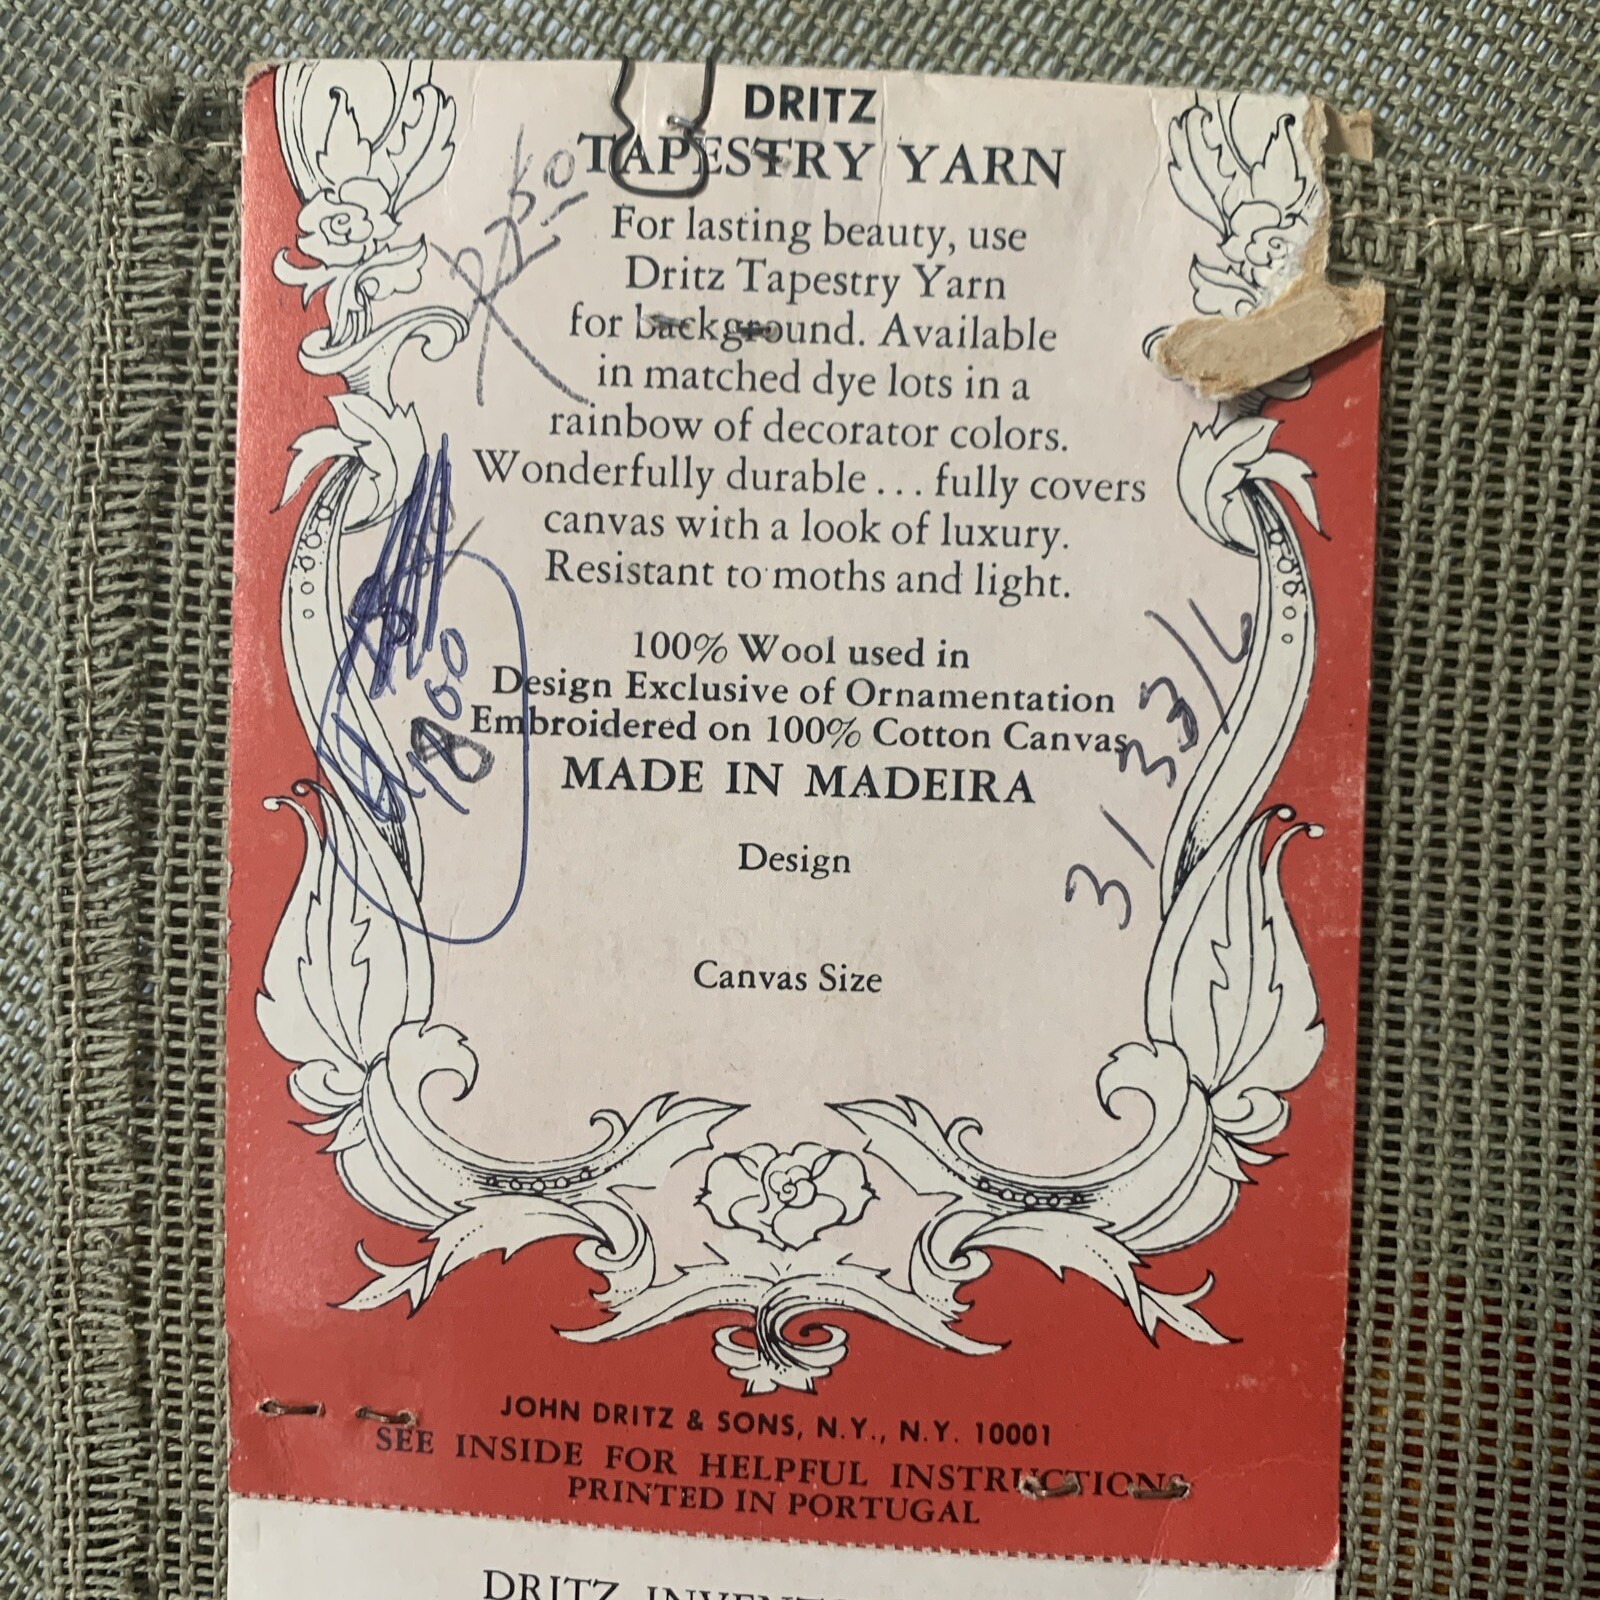 DRITZ
TAPESTRY YARN
For lasting beauty, use
Dritz Tapestry Yarn
for background. Available
in matched dye lots in a
rainbow of decorator colors.
Wonderfully durable ... fully covers
canvas with a look of luxury.
Resistant to moths and light.
100% Wool used in
Design Exclusive of Ornamentation
Embroidered on 100% Cotton Canvas
MADE IN MADEIRA
Design
Canvas Size
1800
JOHN DRITZ & SONS, N.Y., N.Y. 10001
SEE INSIDE FOR HELPFUL INSTRUCTIONS
PRINTED IN PORTUGAL
DRITZ